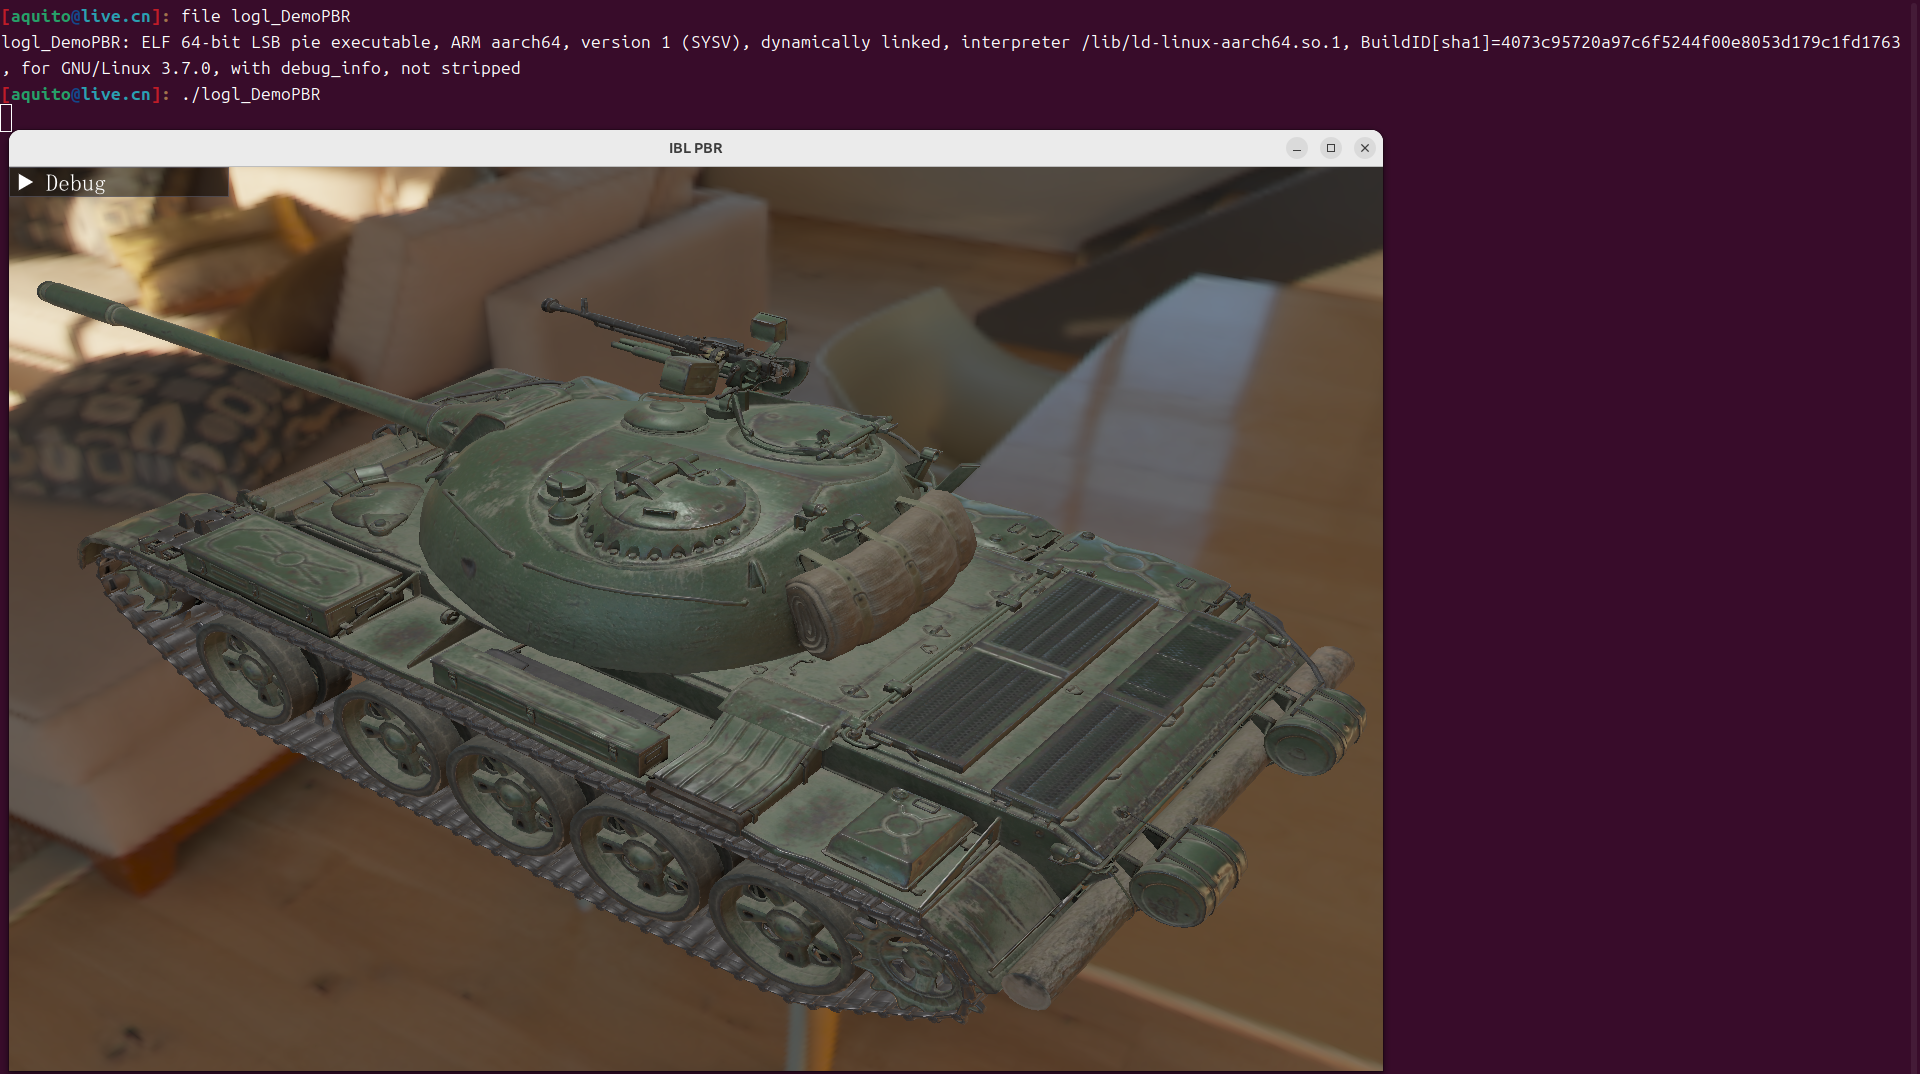 [aquito@live.cn]: file logl_DemoPBR
logl_DemoPBR: ELF 64-bit LSB pie executable, ARM aarch64, version 1 (SYSV), dynamically linked, interpreter /lib/ld-linux-aarch64.so.1, BuildID[sha1]=4073c95720a97c6f5244f00e8053d179c1fd1763
, for GNU/Linux 3.7.0, with debug_info, not stripped
[aquito@live.cn]: ./logl_DemoPBR
IBL PBR
Debug